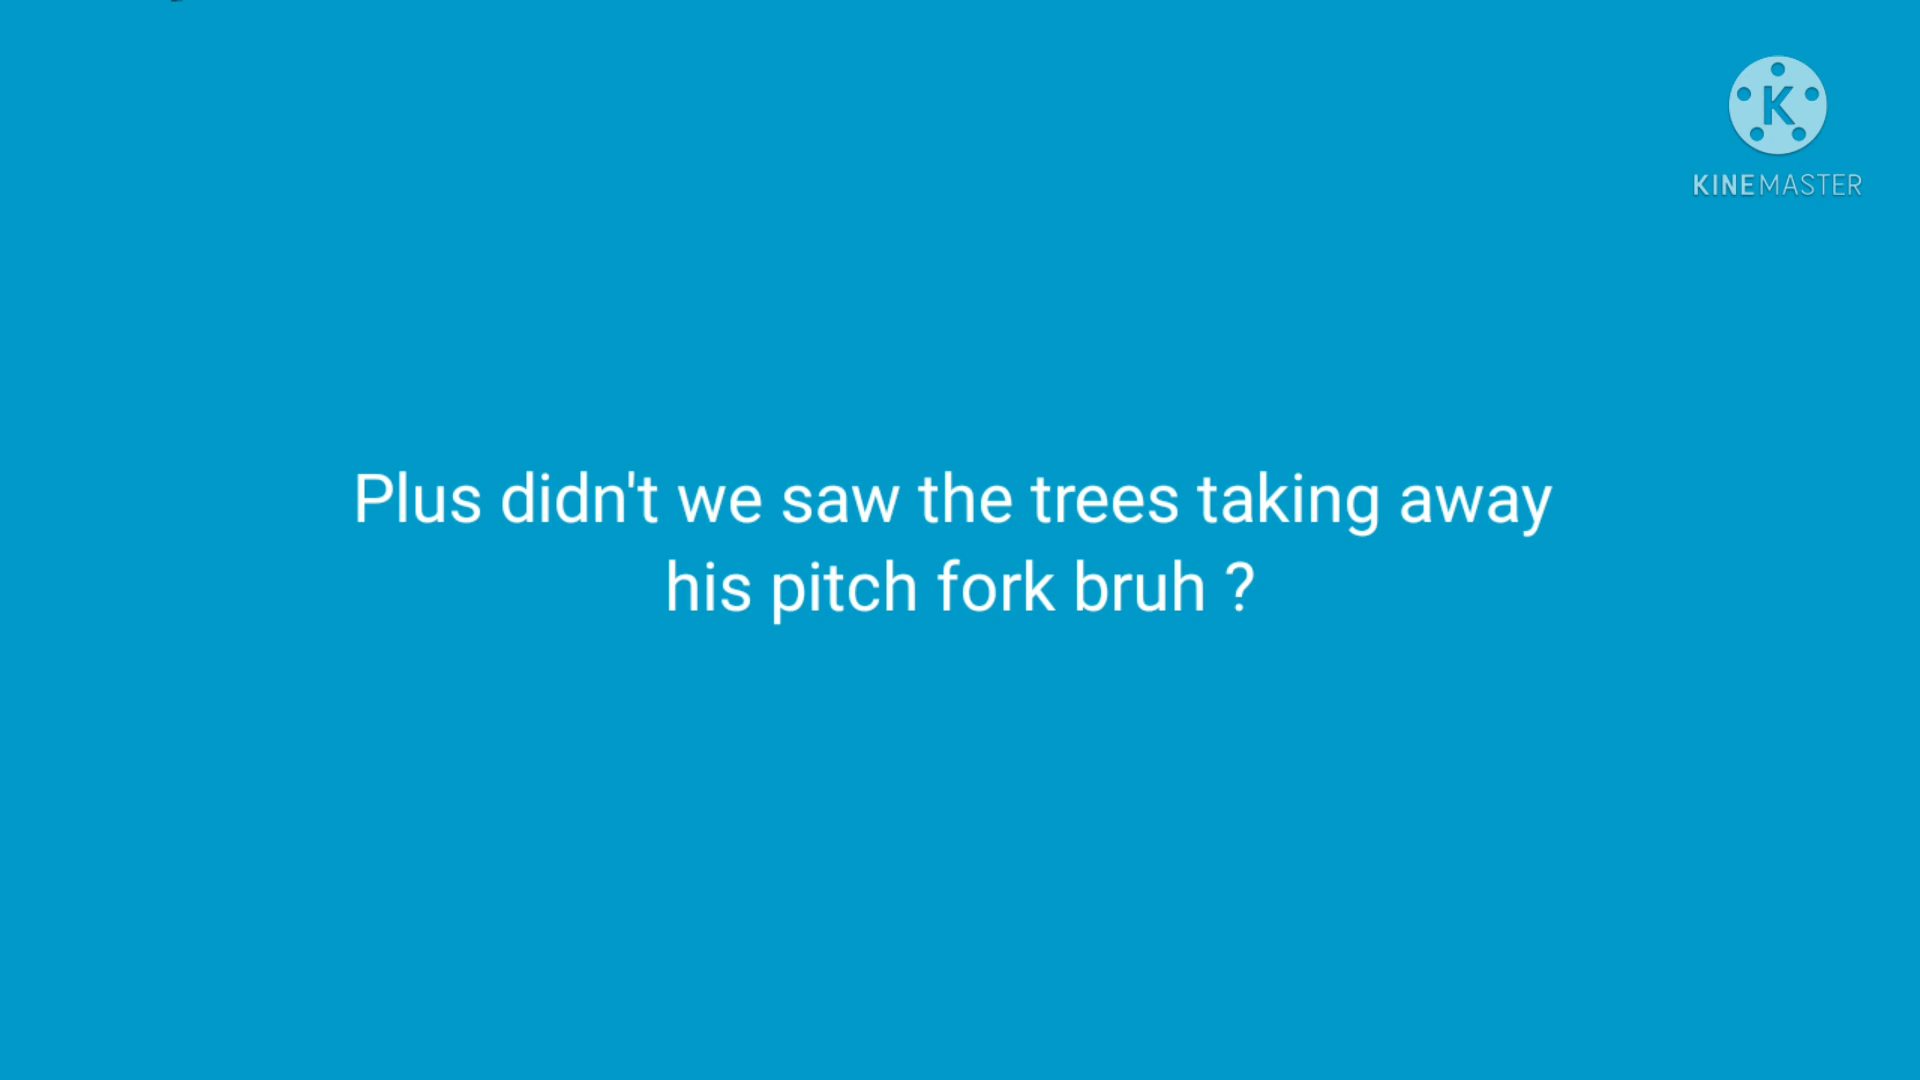 K
KINEMASTER
Plus didn't we saw the trees taking away
his pitch fork bruh ?